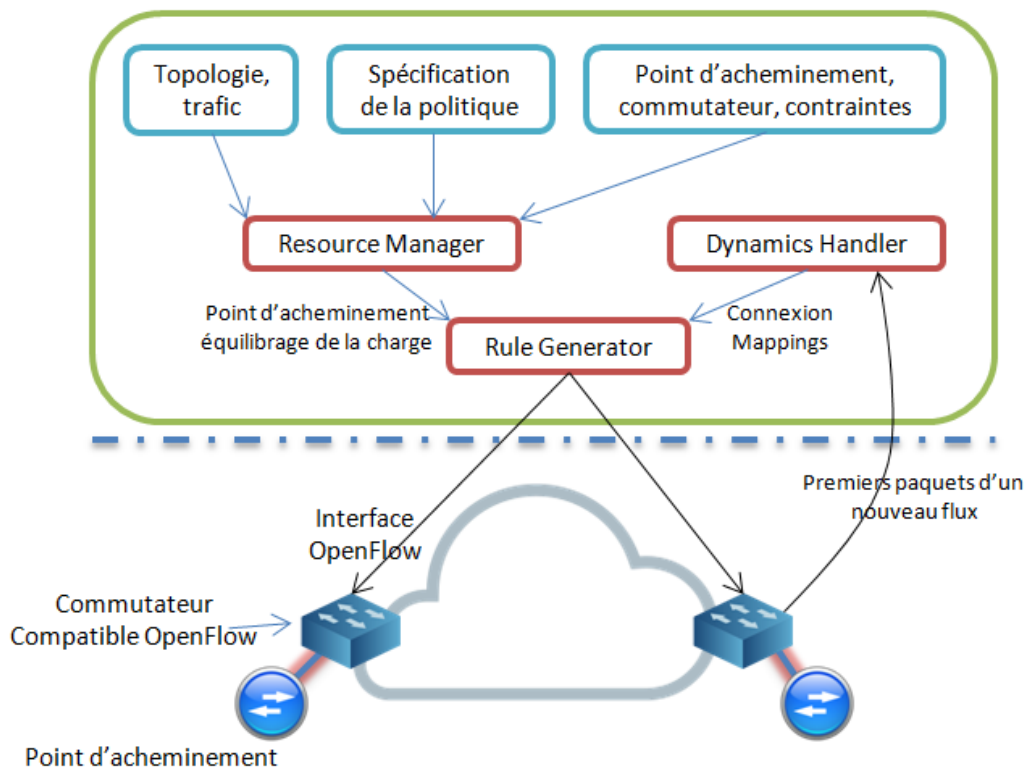 Topologie,
trafic
Spécification
de la politique
Point d'acheminement,
commutateur, contraintes
Resource Manager
Dynamics Handler
Point d'acheminement
équilibrage de la charge
Rule Generator
Connexion
Mappings
Premiers paquets d'un
nouveau flux
Interface
OpenFlow
Commutateur
Compatible OpenFlow
Point d'acheminement